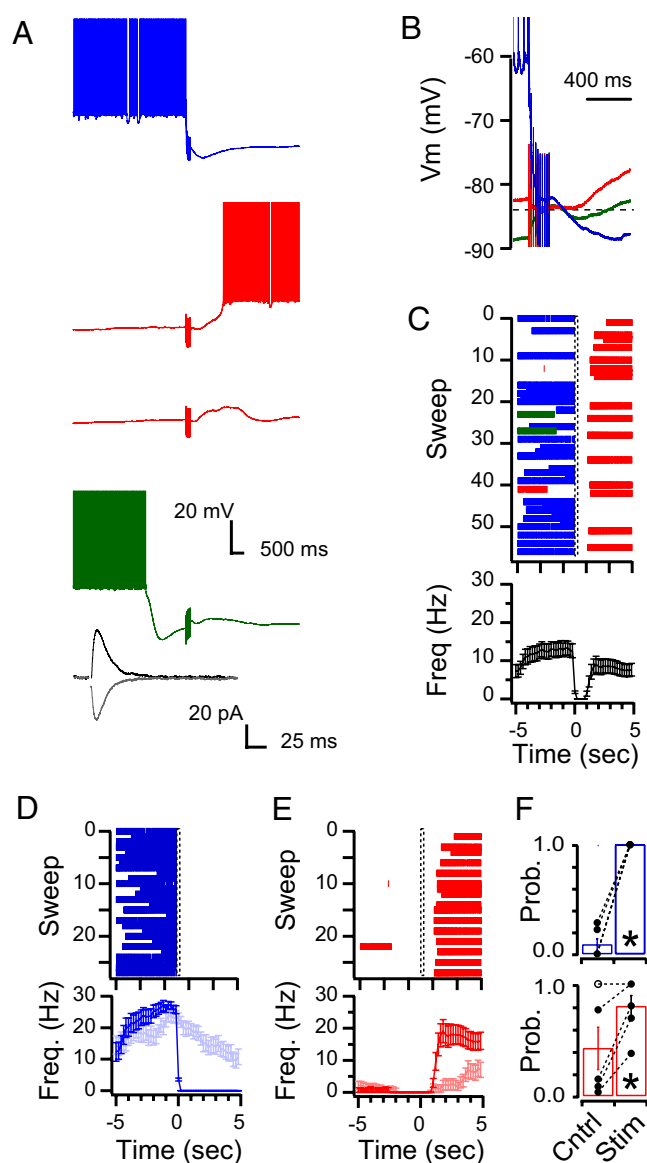 A
20 mV
500 ms
20 pA
25 ms
B
400 ms
Vm (mV)
-60
-70
-80
-90
C
Sweep
0
10
20
30
40
50
Freq (Hz)
30
20
10
0
-5
0
5
Time (sec)
D
Sweep
0
10
20
Freq. (Hz)
30
20
10
0
-5
0
5
Time (sec)
E
Sweep
0
10
20
Freq. (Hz)
30
20
10
0
-5
0
5
Time (sec)
F
Prob.
1.0
0.0
*
Prob.
1.0
0.0
*
Cntrl
Stim